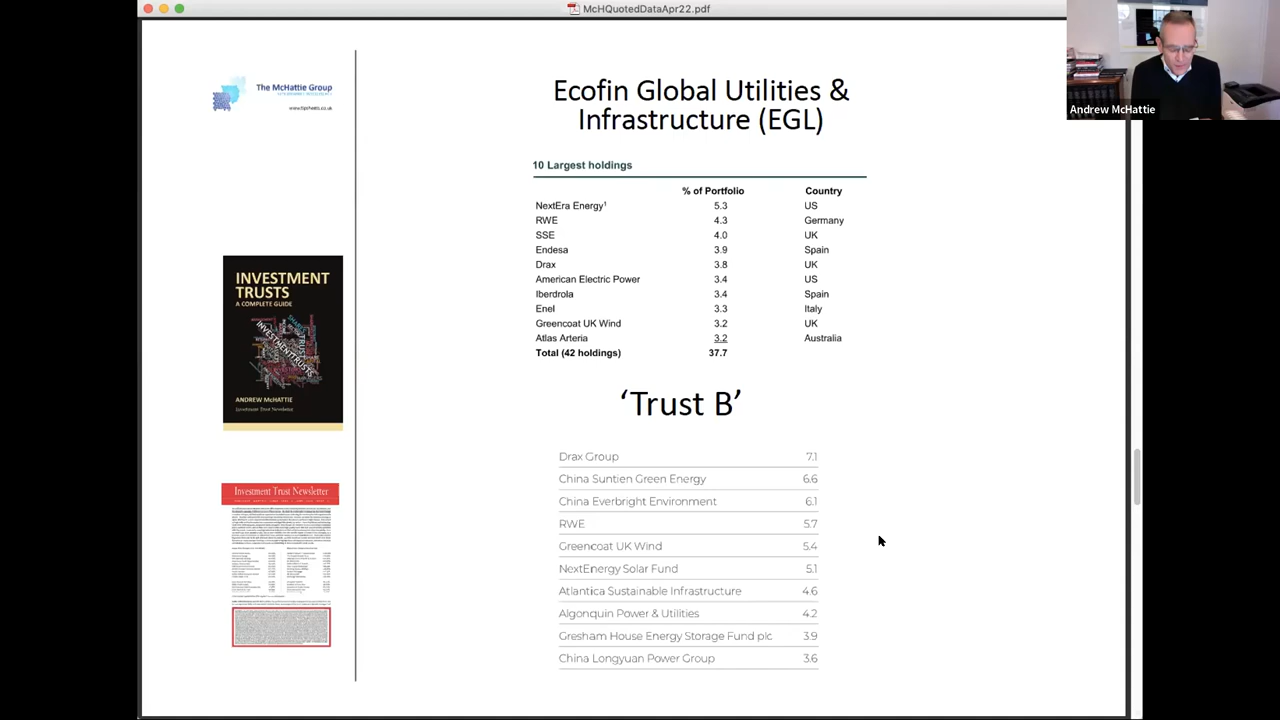 McHQuotedDataApr22.pdf
Andrew McHattie
The McHattie Group
Ecofin Global Utilities &
Infrastructure (EGL)
10 Largest holdings
% of Portfolio Country
NextEra Energy¹ 5.3 US
RWE 4.3 Germany
SSE 4.0 UK
Endesa 3.9 Spain
Drax 3.8 UK
American Electric Power 3.4 US
Iberdrola 3.4 Spain
Enel 3.3 Italy
Greencoat UK Wind 3.2 UK
Atlas Arteria 3.2 Australia
Total (42 holdings) 37.7
INVESTMENT
TRUSTS
A COMPLETE GUIDE
INVESTMENT TRUSTS
ANDREW McHATTIE
Investment Trust Newsletter
‘Trust B’
Drax Group 7.1
China Suntien Green Energy 6.6
China Everbright Environment 6.1
RWE 5.7
Greencoat UK Wind 5.4
NextEnergy Solar Fund 5.1
Atlantica Sustainable Infrastructure 4.6
Algonquin Power & Utilities 4.2
Gresham House Energy Storage Fund plc 3.9
China Longyuan Power Group 3.6
Investment Trust Newsletter